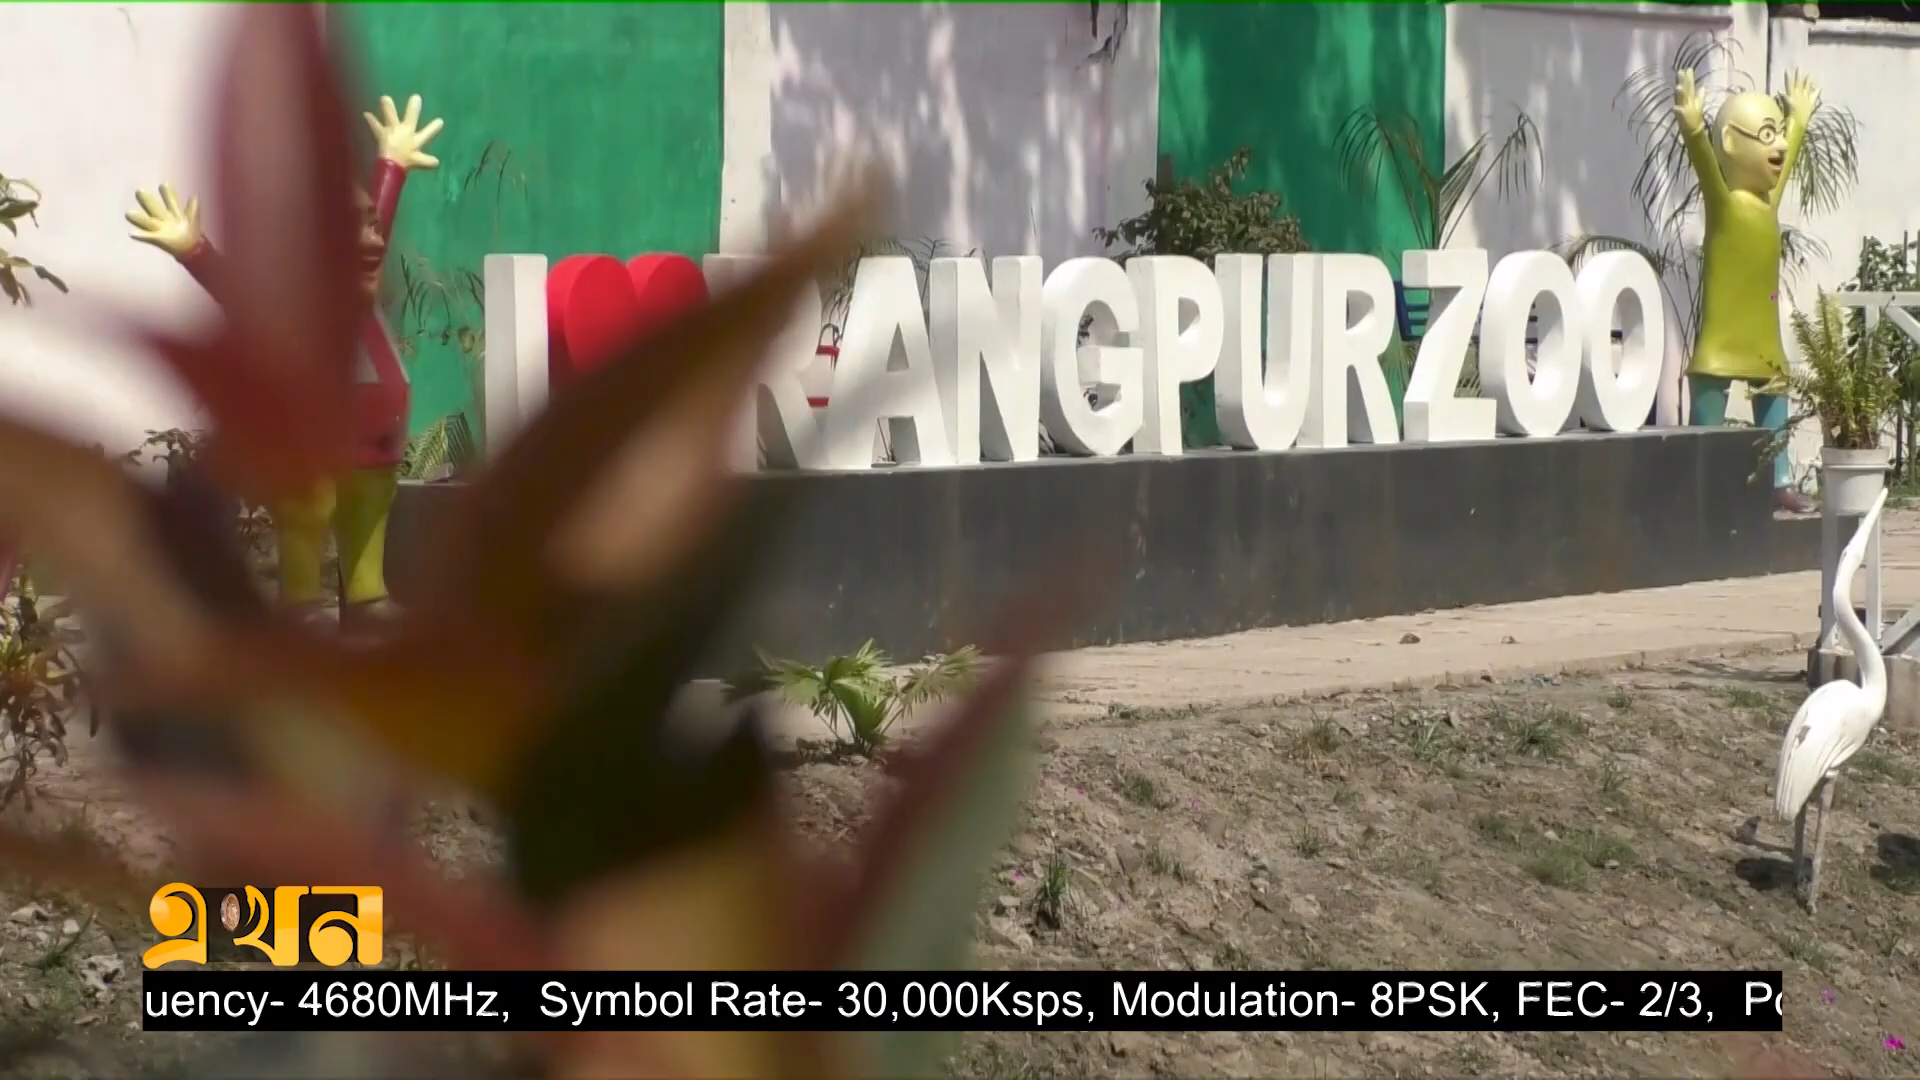 I RANGPUR ZOO
এখন
uency- 4680MHz, Symbol Rate- 30,000Ksps, Modulation- 8PSK, FEC- 2/3,